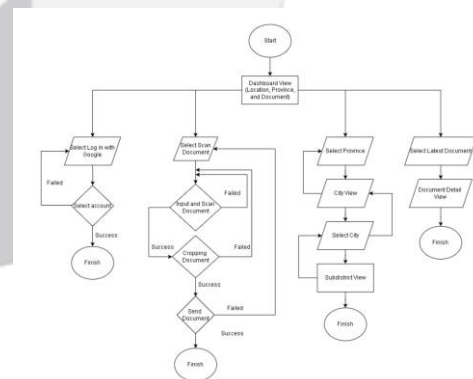 Start
Dashboard View
(Location, Province,
and Document)
Select Log in with
Google
Failed
Select account
Success
Finish
Select Scan
Document
Failed
Input and Scan
Document
Success
Failed
Cropping
Document
Success
Send
Document
Failed
Success
Finish
Select Province
City View
Select City
Subdistrict View
Finish
Select Latest Document
Document Detail
View
Finish